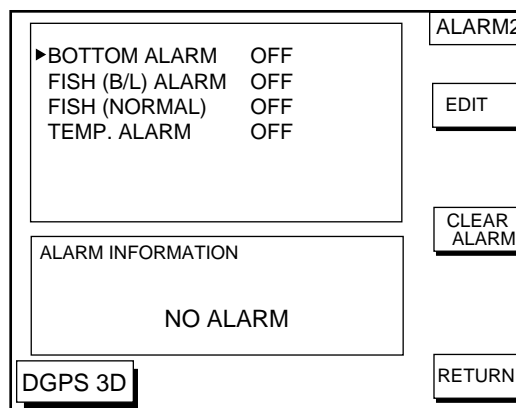 ALARM2
▶BOTTOM ALARM OFF
FISH (B/L) ALARM OFF
FISH (NORMAL) OFF
TEMP. ALARM OFF
EDIT
CLEAR
ALARM
ALARM INFORMATION
NO ALARM
DGPS 3D
RETURN